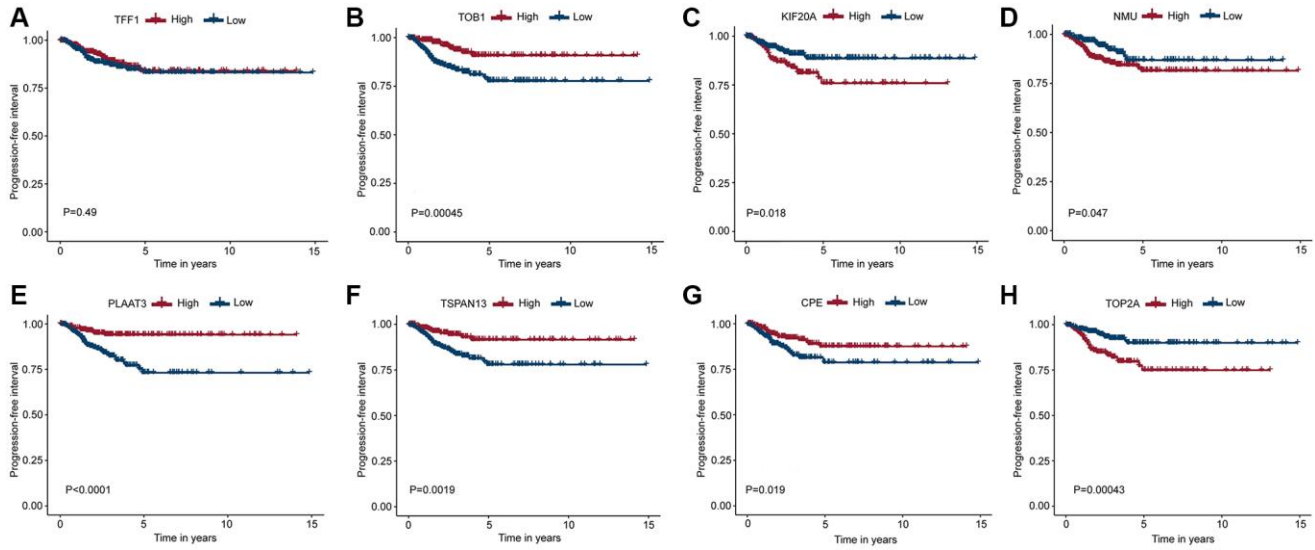 A
TFF1 High Low
Progression-free interval
1.00
0.75
0.50
0.25
0.00
P=0.49
0 5 10 15
Time in years
B
TOB1 High Low
Progression-free interval
1.00
0.75
0.50
0.25
0.00
P=0.00045
0 5 10 15
Time in years
C
KIF20A High Low
Progression-free interval
1.00
0.75
0.50
0.25
0.00
P=0.018
0 5 10 15
Time in years
D
NMU High Low
Progression-free interval
1.00
0.75
0.50
0.25
0.00
P=0.047
0 5 10 15
Time in years
E
PLAAT3 High Low
Progression-free interval
1.00
0.75
0.50
0.25
0.00
P<0.0001
0 5 10 15
Time in years
F
TSPAN13 High Low
Progression-free interval
1.00
0.75
0.50
0.25
0.00
P=0.0019
0 5 10 15
Time in years
G
CPE High Low
Progression-free interval
1.00
0.75
0.50
0.25
0.00
P=0.019
0 5 10 15
Time in years
H
TOP2A High Low
Progression-free interval
1.00
0.75
0.50
0.25
0.00
P=0.00043
0 5 10 15
Time in years